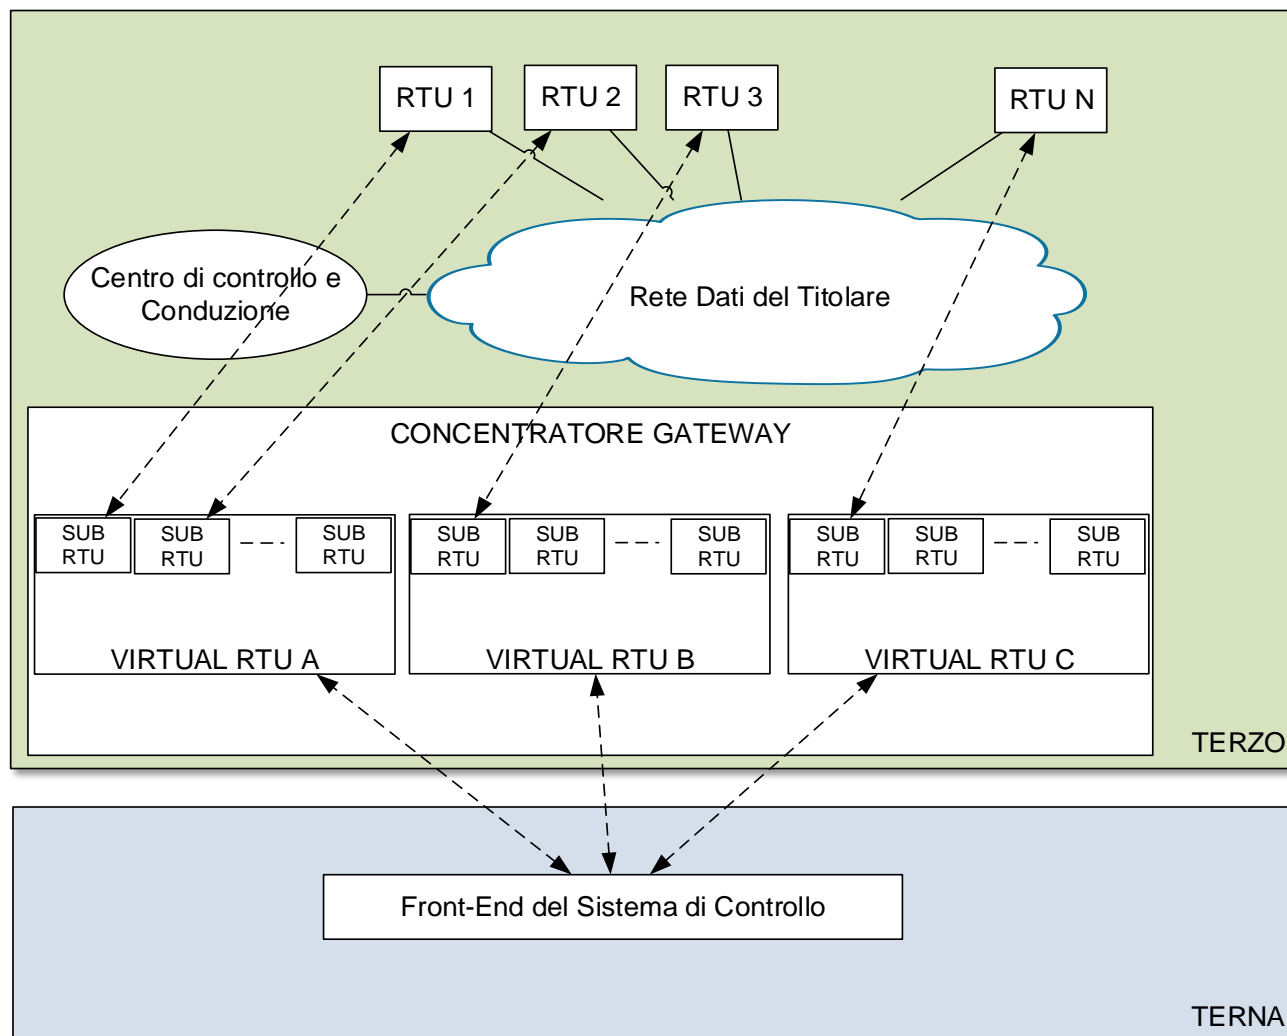 RTU 1
RTU 2
RTU 3
RTU N
Centro di controllo e
Conduzione
Rete Dati del Titolare
CONCENTRATORE GATEWAY
SUB
RTU
SUB
RTU
SUB
RTU
SUB
RTU
SUB
RTU
SUB
RTU
SUB
RTU
SUB
RTU
SUB
RTU
VIRTUAL RTU A
VIRTUAL RTU B
VIRTUAL RTU C
TERZO
Front-End del Sistema di Controllo
TERNA